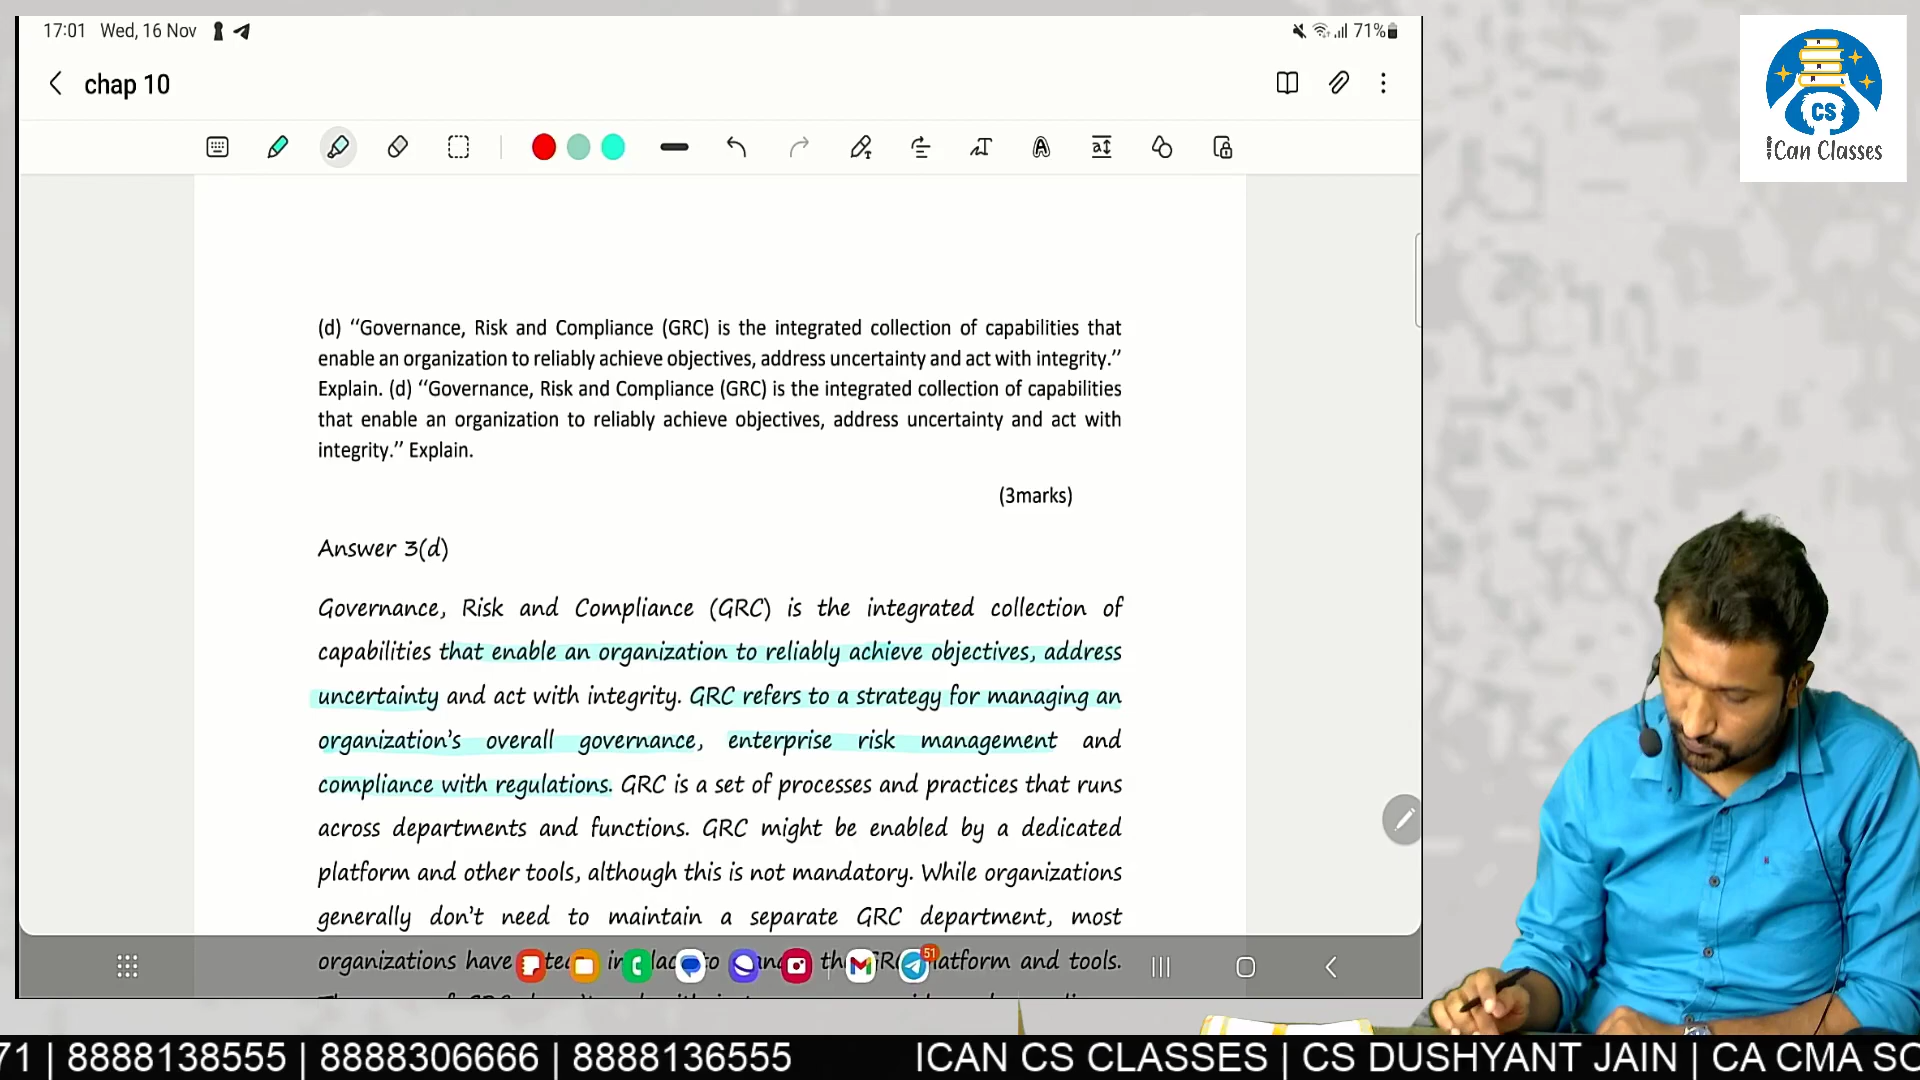 17:01 Wed, 16 Nov
71%
chap 10
CS
iCan Classes
(d) “Governance, Risk and Compliance (GRC) is the integrated collection of capabilities that
enable an organization to reliably achieve objectives, address uncertainty and act with integrity.”
Explain. (d) “Governance, Risk and Compliance (GRC) is the integrated collection of capabilities
that enable an organization to reliably achieve objectives, address uncertainty and act with
integrity.” Explain.
(3marks)
Answer 3(d)
Governance, Risk and Compliance (GRC) is the integrated collection of
capabilities that enable an organization to reliably achieve objectives, address
uncertainty and act with integrity. GRC refers to a strategy for managing an
organization’s overall governance, enterprise risk management and
compliance with regulations. GRC is a set of processes and practices that runs
across departments and functions. GRC might be enabled by a dedicated
platform and other tools, although this is not mandatory. While organizations
generally don’t need to maintain a separate GRC department, most
organizations have platform and tools.
51
71 | 8888138555 | 8888306666 | 8888136555 ICAN CS CLASSES | CS DUSHYANT JAIN | CA CMA SC